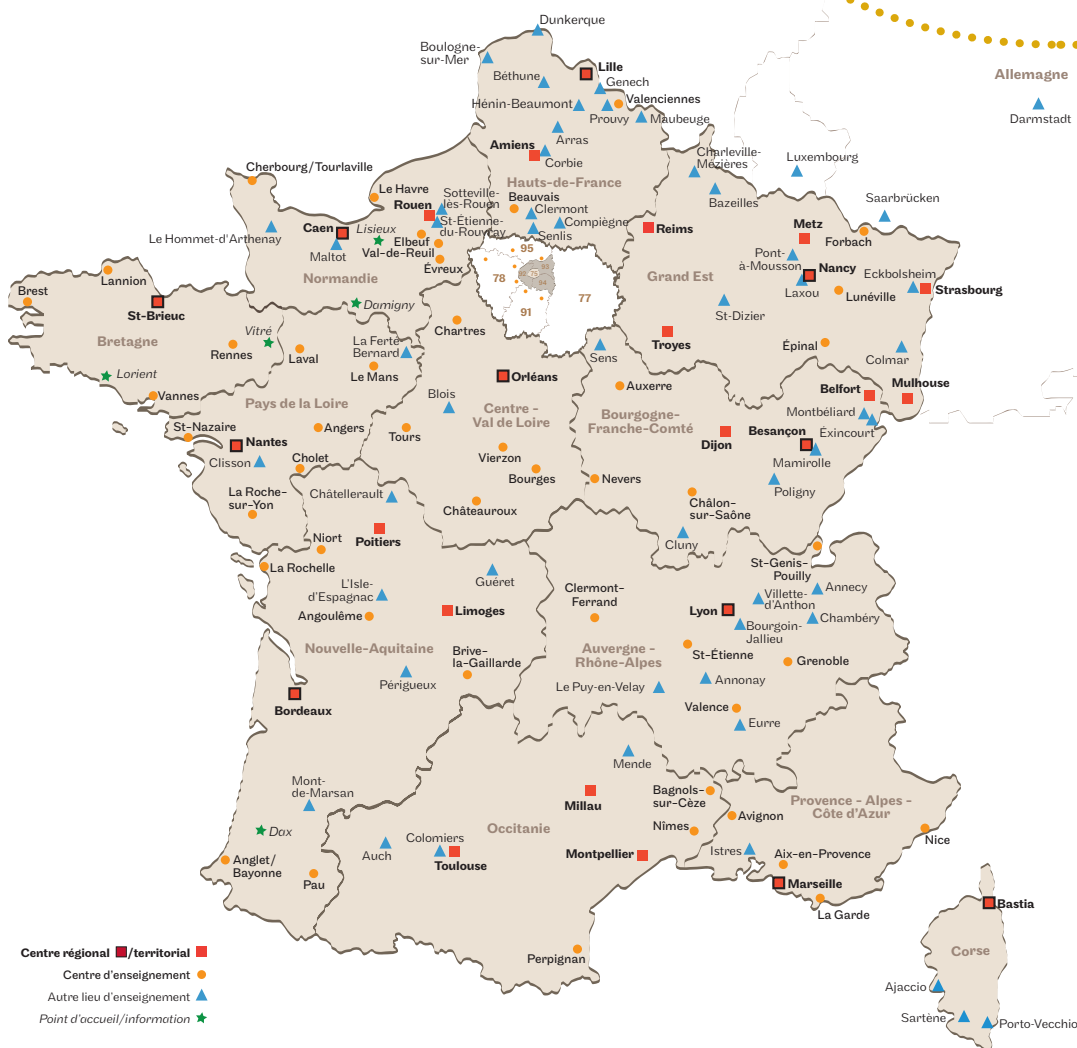 Dunkerque
Boulogne-
sur-Mer
Lille
Béthune
Genech
Allemagne
Hénin-Beaumont
Valenciennes
Darmstadt
Prouvy
Maubeuge
Arras
Amiens
Corbie
Charleville-
Mézières
Luxembourg
Cherbourg/Tourlaville
Hauts-de-France
Bazeilles
Le Havre
Sotteville-
lès-Rouen
Beauvais
Saarbrücken
Rouen
Clermont
St-Étienne-
du-Rouvray
Compiègne
Senlis
Caen
Lisieux
Reims
Metz
Le Hommet-d'Arthenay
Elbeuf
Forbach
Maltot
Val-de-Reuil
Évreux
95
Pont-
à-Mousson
Nancy
Normandie
78
93
75
94
77
Grand Est
Eckbolsheim
Lannion
Laxou
Lunéville
Strasbourg
Brest
St-Brieuc
Damigny
91
St-Dizier
Bretagne
Vitré
Chartres
Rennes
Laval
La Ferté
Bernard
Troyes
Épinal
Sens
Colmar
Lorient
Le Mans
Orléans
Auxerre
Belfort
Mulhouse
Vannes
Pays de la Loire
Blois
Centre -
Val de Loire
Bourgogne-
Franche-Comté
Montbéliard
St-Nazaire
Angers
Tours
Dijon
Besançon
Éxincourt
Nantes
Vierzon
Mamirolle
Clisson
Cholet
Bourges
Nevers
Poligny
La Roche-
sur-Yon
Châtellerault
Châteauroux
Châlon-
sur-Saône
Poitiers
Cluny
Niort
St-Genis-
Pouilly
La Rochelle
Guéret
Clermont-
Ferrand
Annecy
L'Isle-
d'Espagnac
Villette-
d'Anthon
Limoges
Lyon
Chambéry
Angoulême
Bourgoin-
Jallieu
Nouvelle-Aquitaine
Brive-
la-Gaillarde
Auvergne -
Rhône-Alpes
St-Étienne
Grenoble
Périgueux
Le Puy-en-Velay
Annonay
Bordeaux
Valence
Eurre
Mende
Mont-
de-Marsan
Millau
Bagnols-
sur-Cèze
Provence - Alpes -
Côte d'Azur
Dax
Occitanie
Nîmes
Avignon
Colomiers
Nice
Auch
Toulouse
Montpellier
Istres
Aix-en-Provence
Anglet/
Bayonne
Pau
Marseille
La Garde
Bastia
Perpignan
Corse
Centre régional /territorial
Centre d'enseignement
Autre lieu d'enseignement
Point d'accueil/information
Ajaccio
Sartène
Porto-Vecchio